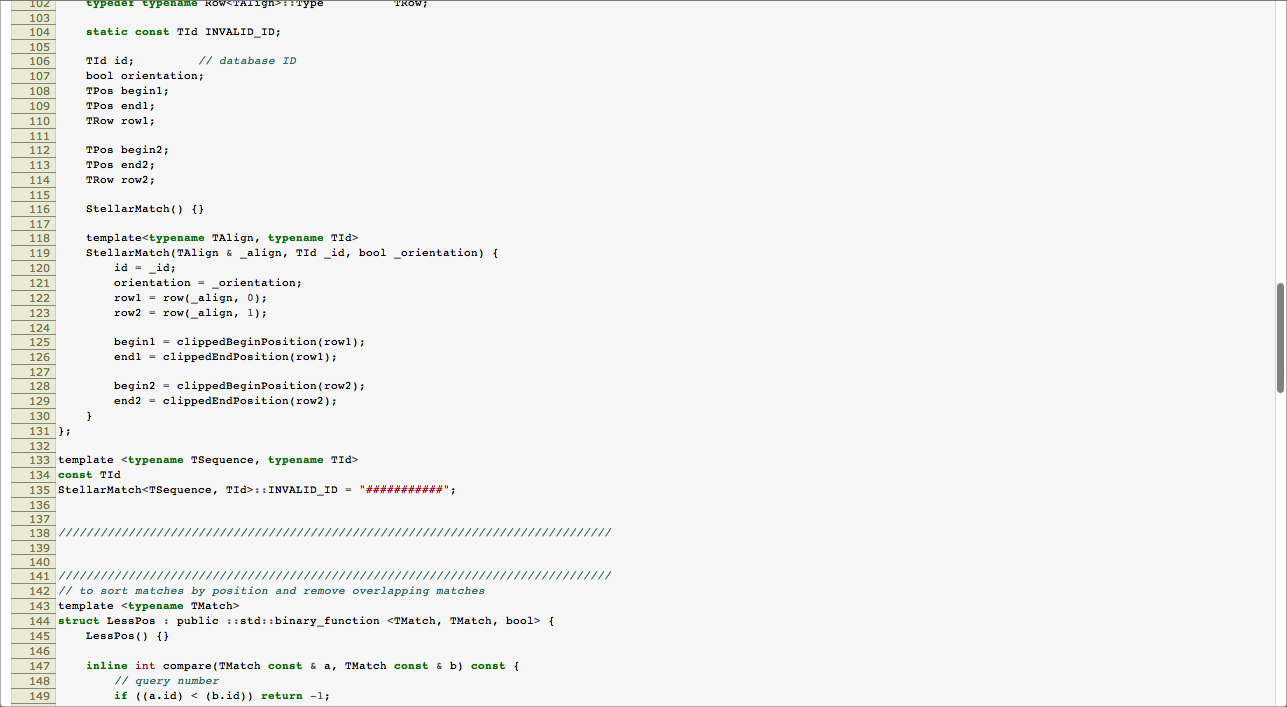 102     typedef typename Row<TAlign>::Type          TRow;
103
104     static const TId INVALID_ID;
105
106     TId id;         // database ID
107     bool orientation;
108     TPos begin1;
109     TPos end1;
110     TRow row1;
111
112     TPos begin2;
113     TPos end2;
114     TRow row2;
115
116     StellarMatch() {}
117
118     template<typename TAlign, typename TId>
119     StellarMatch(TAlign & _align, TId _id, bool _orientation) {
120         id = _id;
121         orientation = _orientation;
122         row1 = row(_align, 0);
123         row2 = row(_align, 1);
124
125         begin1 = clippedBeginPosition(row1);
126         end1 = clippedEndPosition(row1);
127
128         begin2 = clippedBeginPosition(row2);
129         end2 = clippedEndPosition(row2);
130     }
131 };
132
133 template <typename TSequence, typename TId>
134 const TId
135 StellarMatch<TSequence, TId>::INVALID_ID = "###########";
136
137
138 ///////////////////////////////////////////////////////////////////////////////
139
140
141 ///////////////////////////////////////////////////////////////////////////////
142 // to sort matches by position and remove overlapping matches
143 template <typename TMatch>
144 struct LessPos : public ::std::binary_function <TMatch, TMatch, bool> {
145     LessPos() {}
146
147     inline int compare(TMatch const & a, TMatch const & b) const {
148         // query number
149         if ((a.id) < (b.id)) return -1;